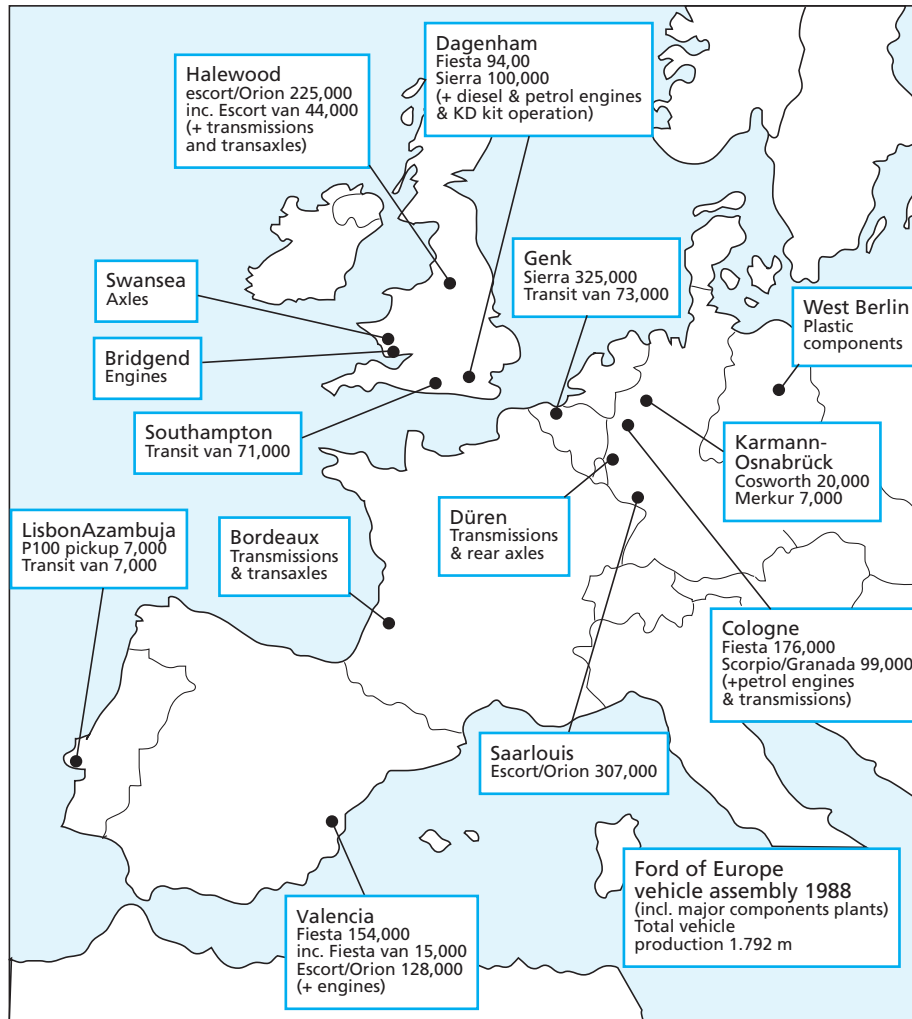 Dagenham
Fiesta 94,00
Sierra 100,000
(+ diesel & petrol engines
& KD kit operation)
Halewood
escort/Orion 225,000
inc. Escort van 44,000
(+ transmissions
and transaxles)
Genk
Sierra 325,000
Transit van 73,000
Swansea
Axles
West Berlin
Plastic
components
Bridgend
Engines
Southampton
Transit van 71,000
Karmann-
Osnabrück
Cosworth 20,000
Merkur 7,000
LisbonAzambuja
P100 pickup 7,000
Transit van 7,000
Bordeaux
Transmissions
& transaxles
Düren
Transmissions
& rear axles
Cologne
Fiesta 176,000
Scorpio/Granada 99,000
(+petrol engines
& transmissions)
Saarlouis
Escort/Orion 307,000
Valencia
Fiesta 154,000
inc. Fiesta van 15,000
Escort/Orion 128,000
(+ engines)
Ford of Europe
vehicle assembly 1988
(incl. major components plants)
Total vehicle
production 1.792 m